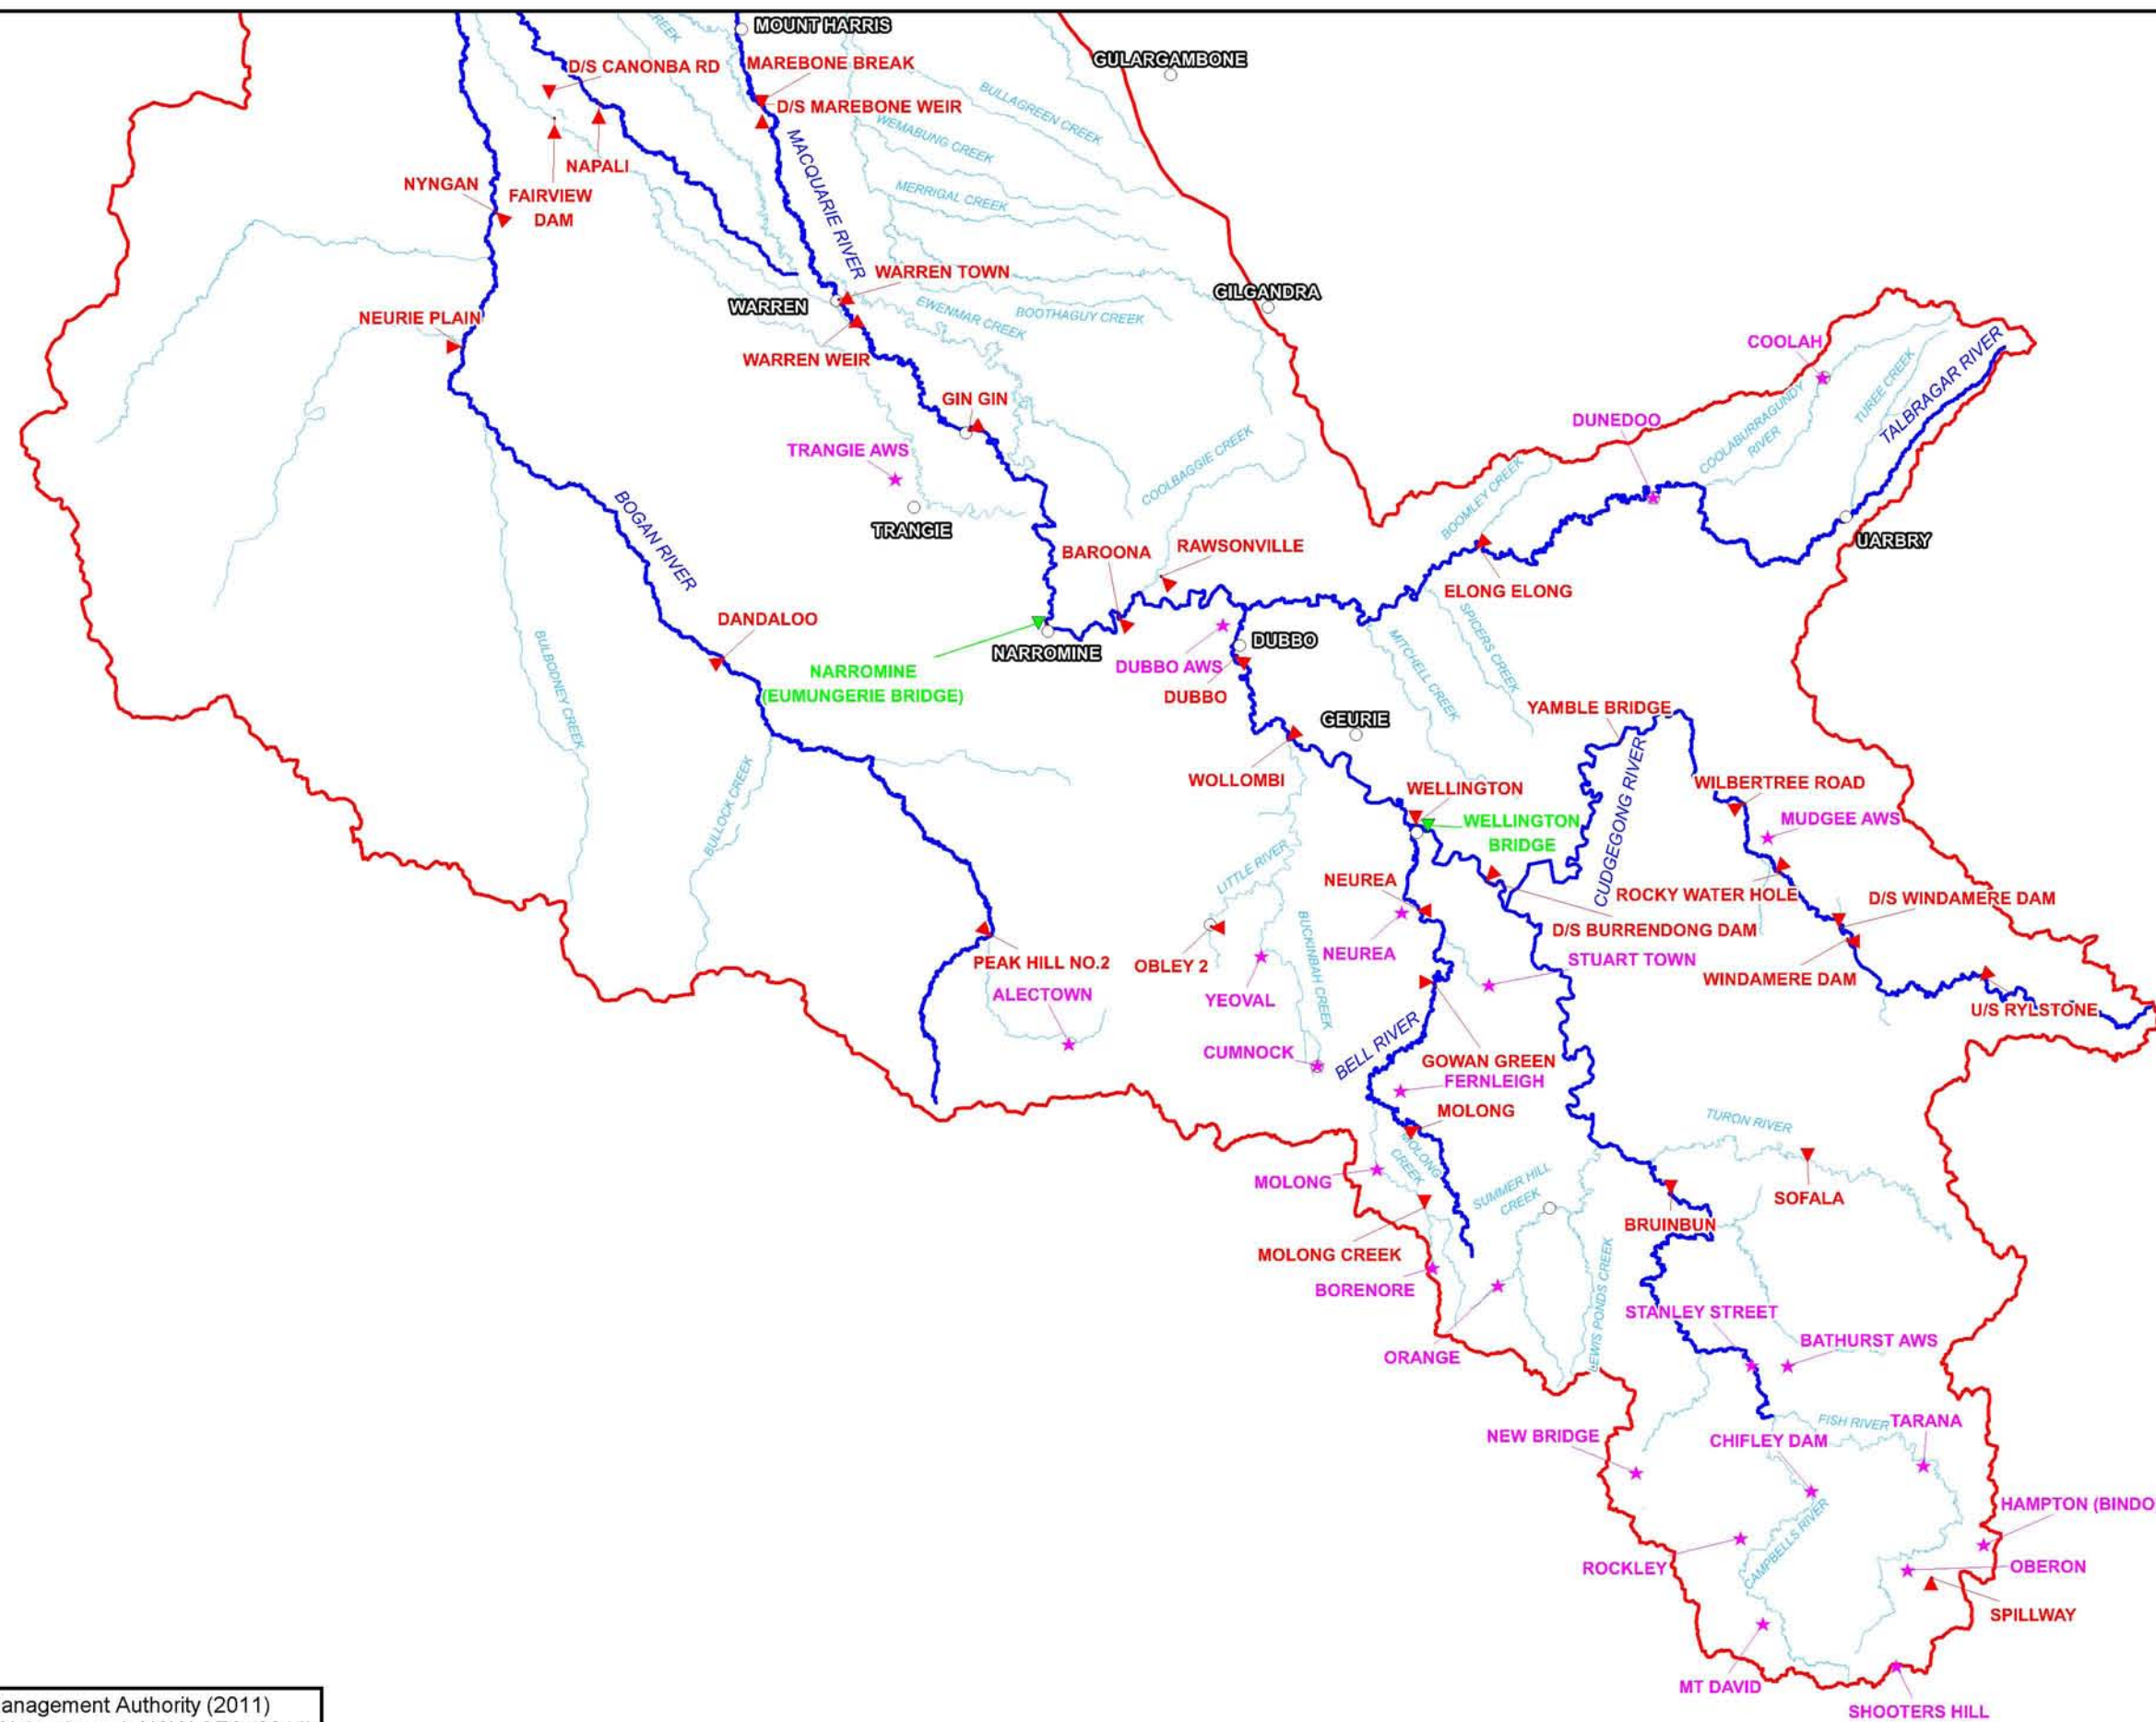 CREEK
MOUNT HARRIS
D/S CANONBA RD
MAREBONE BREAK
GULARGAMBONE
D/S MAREBONE WEIR
BULLAGREEN CREEK
WEMABUNG CREEK
NAPALI
NYNGAN
FAIRVIEW
DAM
MERRIGAL CREEK
MACQUARIE RIVER
WARREN TOWN
WARREN
GILGANDRA
NEURIE PLAIN
EWENMAR CREEK
BOOTHAGUY CREEK
COOLAH
WARREN WEIR
TALBRAGAR RIVER
TUREE CREEK
GIN GIN
DUNEDOO
COOLABURRAGUNDY
RIVER
TRANGIE AWS
COOLBAGGIE CREEK
BOOMLEY CREEK
TRANGIE
BOGAN RIVER
UARBRY
BAROONA
RAWSONVILLE
ELONG ELONG
DANDALOO
SPICERS CREEK
DUBBO
NARROMINE
MITCHELL CREEK
DUBBO AWS
NARROMINE
(EUMUNGERIE BRIDGE)
DUBBO
BULBODNEY CREEK
YAMBLE BRIDGE
GEURIE
WOLLOMBI
WELLINGTON
WILBERTREE ROAD
BULLOCK CREEK
WELLINGTON
BRIDGE
MUDGEE AWS
CUDGEGONG RIVER
LITTLE RIVER
NEUREA
ROCKY WATER HOLE
D/S WINDAMERE DAM
D/S BURRENDONG DAM
BUCKINBAH CREEK
NEUREA
STUART TOWN
PEAK HILL NO.2
OBLEY 2
WINDAMERE DAM
ALECTOWN
YEOVAL
U/S RYLSTONE
BELL RIVER
CUMNOCK
GOWAN GREEN
FERNLEIGH
MOLONG
TURON RIVER
MOLONG
CREEK
MOLONG
SUMMER HILL
CREEK
SOFALA
BRUINBUN
MOLONG CREEK
BORENORE
LEWIS PONDS CREEK
STANLEY STREET
BATHURST AWS
ORANGE
FISH RIVER
TARANA
NEW BRIDGE
CHIFLEY DAM
HAMPTON (BINDO
CAMPBELLS RIVER
ROCKLEY
OBERON
SPILLWAY
MT DAVID
SHOOTERS HILL
anagement Authority (2011)